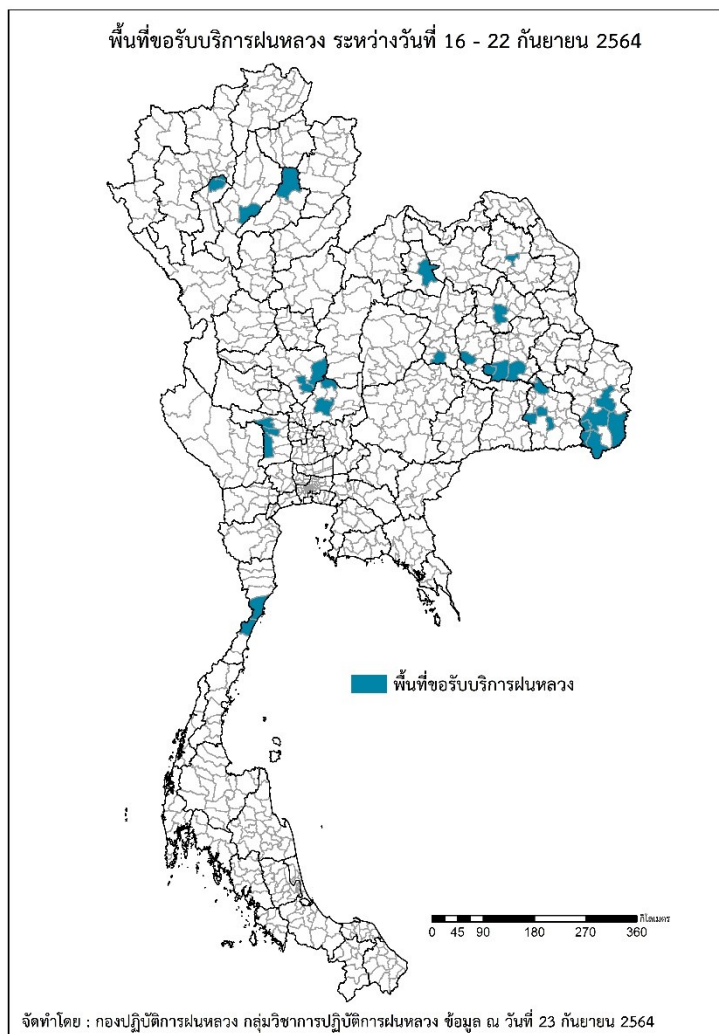 พื้นที่ขอรับบริการฝนหลวง ระหว่างวันที่ 16 - 22 กันยายน 2564
พื้นที่ขอรับบริการฝนหลวง
กิโลเมตร
0 45 90 180 270 360
จัดทำโดย : กองปฏิบัติการฝนหลวง กลุ่มวิชาการปฏิบัติการฝนหลวง ข้อมูล ณ วันที่ 23 กันยายน 2564